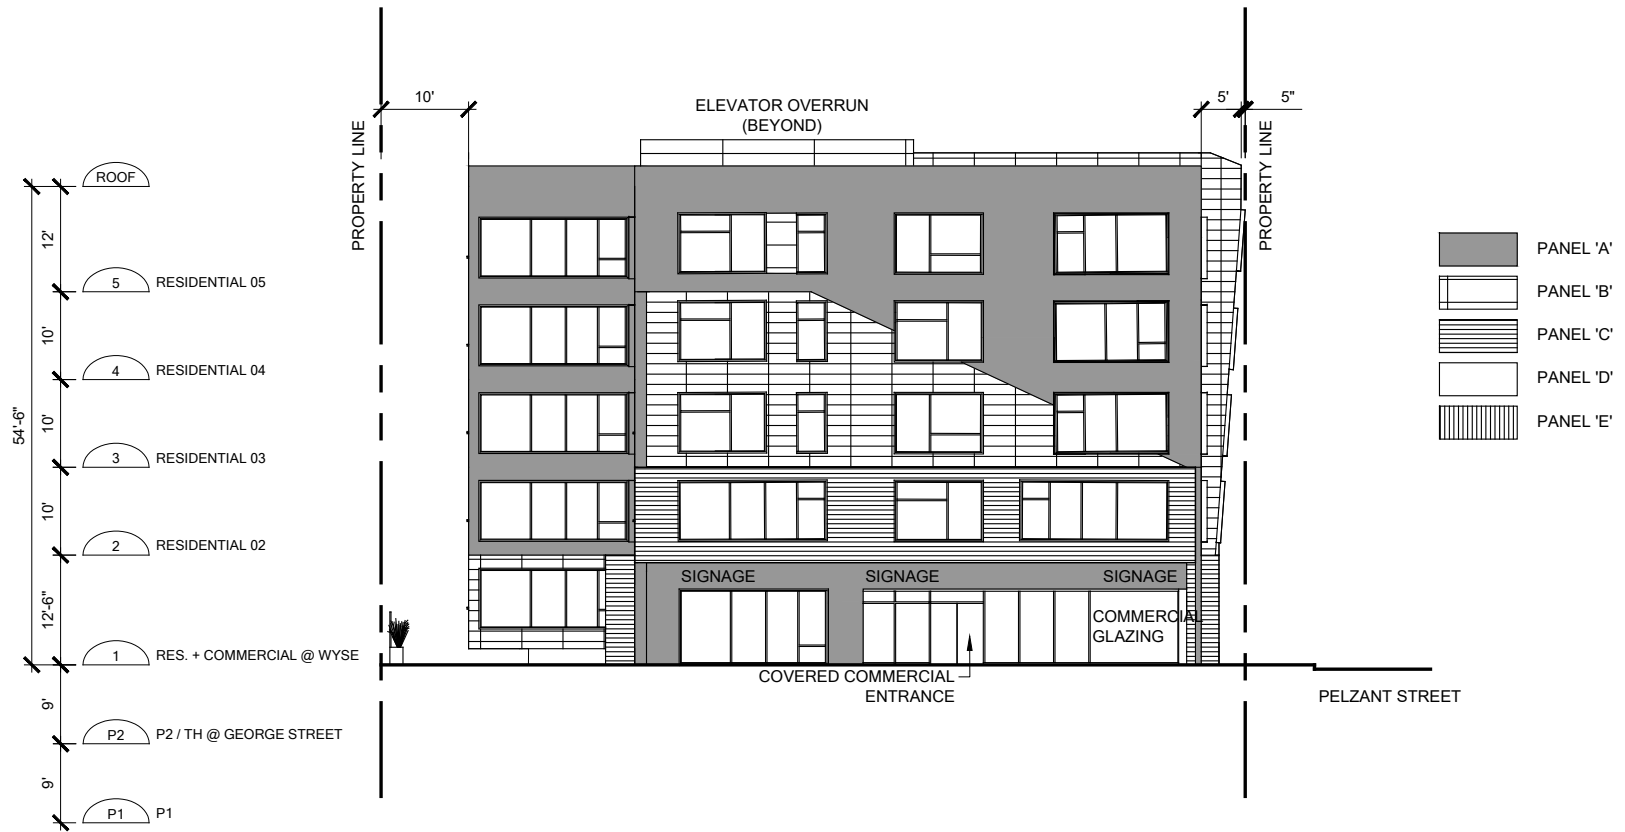 10'
ELEVATOR OVERRUN
(BEYOND)
5'
5"
PROPERTY LINE
PROPERTY LINE
ROOF
12'
5
RESIDENTIAL 05
10'
4
RESIDENTIAL 04
10'
3
RESIDENTIAL 03
10'
2
RESIDENTIAL 02
12'-6"
54'-6"
1
RES. + COMMERCIAL @ WYSE
9'
P2
P2 / TH @ GEORGE STREET
9'
P1
P1
SIGNAGE
SIGNAGE
SIGNAGE
COMMERCIAL
GLAZING
COVERED COMMERCIAL
ENTRANCE
PELZANT STREET
PANEL 'A'
PANEL 'B'
PANEL 'C'
PANEL 'D'
PANEL 'E'